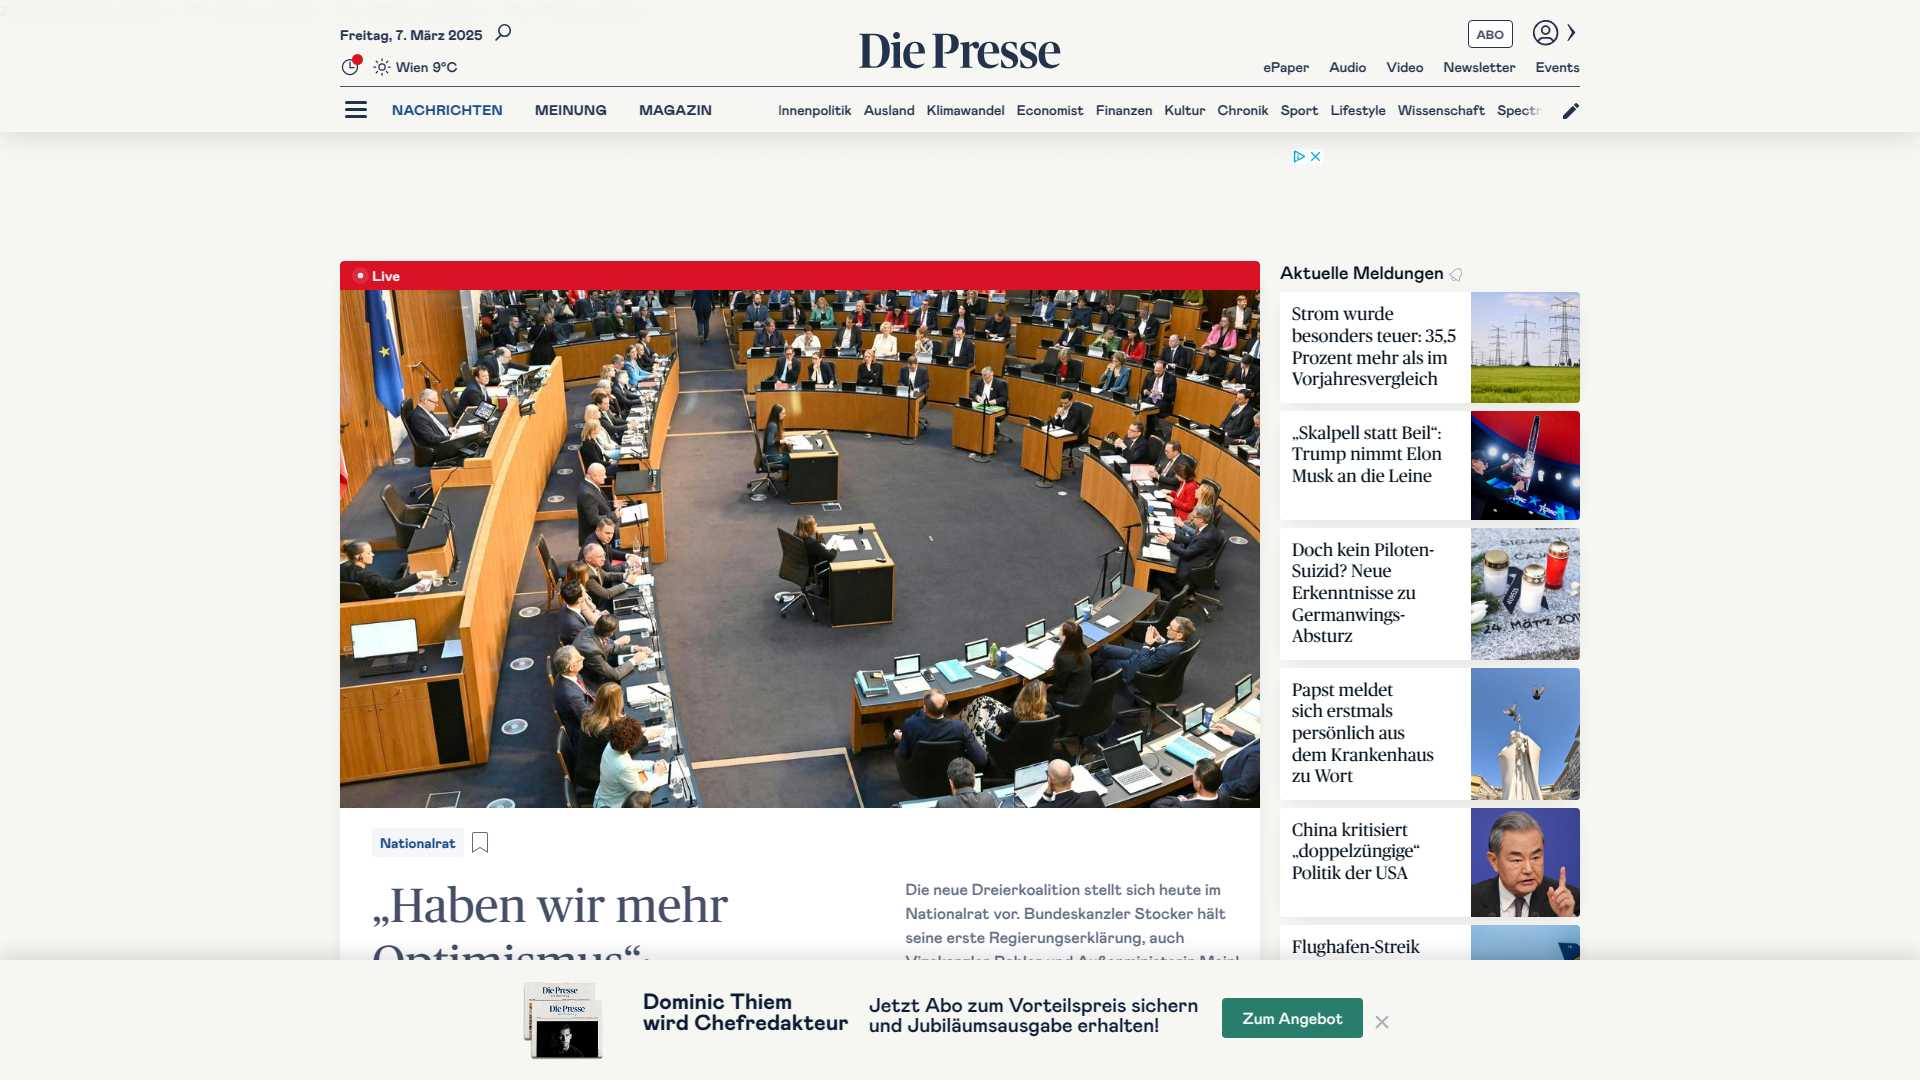 Freitag, 7. März 2025
Wien 9°C
Die Presse
ABO
ePaper Audio Video Newsletter Events
NACHRICHTEN MEINUNG MAGAZIN
Innenpolitik Ausland Klimawandel Economist Finanzen Kultur Chronik Sport Lifestyle Wissenschaft
Live
Nationalrat
„Haben wir mehr
Optimismus“:
Die neue Dreierkoalition stellt sich heute im
Nationalrat vor. Bundeskanzler Stocker hält
seine erste Regierungserklärung, auch
Aktuelle Meldungen
Strom wurde
besonders teuer: 35,5
Prozent mehr als im
Vorjahresvergleich
„Skalpell statt Beil“:
Trump nimmt Elon
Musk an die Leine
Doch kein Piloten-
Suizid? Neue
Erkenntnisse zu
Germanwings-
Absturz
Papst meldet
sich erstmals
persönlich aus
dem Krankenhaus
zu Wort
China kritisiert
„doppelzüngige“
Politik der USA
Flughafen-Streik
Die Presse
Die Presse
Dominic Thiem
wird Chefredakteur
Jetzt Abo zum Vorteilspreis sichern
und Jubiläumsausgabe erhalten!
Zum Angebot